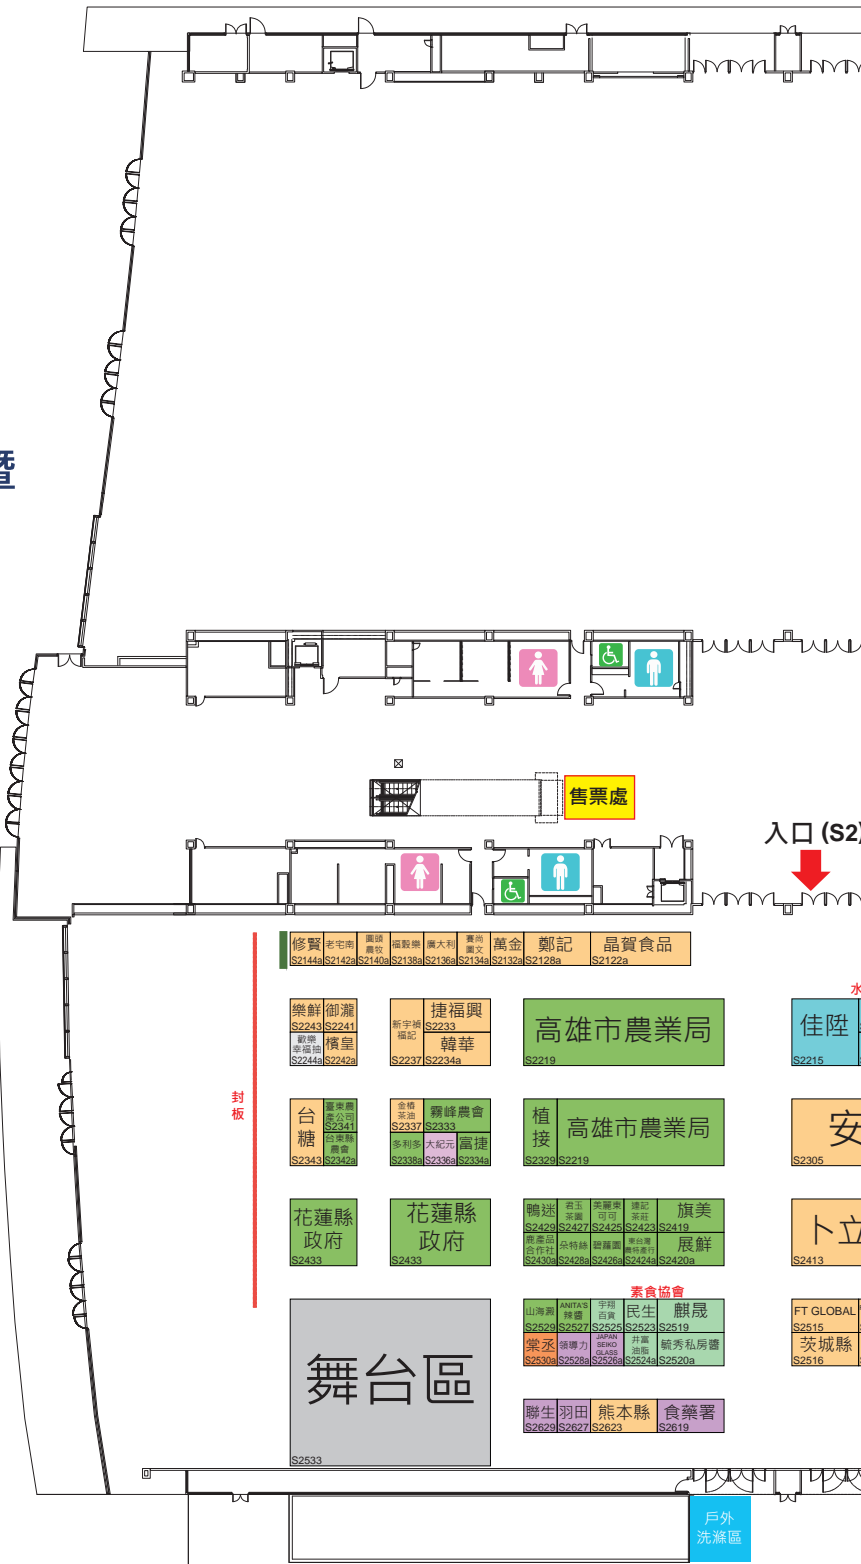 暨
售票處
入口 (S2)
修賢 老宅南 圓頭 福穀樂 廣大利 賽尚 萬金 鄭記 晶賀食品
農牧 圖文
S2144a S2142a S2140a S2138a S2136a S2134a S2132a S2128a S2122a
水
樂鮮 御瀧
S2243 S2241
歡樂 檳皇
幸福抽
S2244a S2242a
新宇禎 捷福興
福記 S2233
韓華
S2237 S2234a
高雄市農業局
S2219
佳陞
S2215
封
板
台糖
臺東農
產公司
S2341
台東縣
農會
S2343 S2342a
金椿 霧峰農會
茶油
S2337 S2333
多利多 大紀元 富捷
S2338a S2336a S2334a
植接 高雄市農業局
S2329 S2219
安
S2305
花蓮縣
政府
S2433
花蓮縣
政府
S2433
鴨迷 君玉 美麗東 旗美
茶園 可可 茶莊
S2429 S2427 S2425 S2423 S2419
鹿產品 朵特絲 碧蘿園 東台灣 展鮮
合作社 農特產行
S2430a S2428a S2426a S2424a S2420a
卜立
S2413
素食協會
山海觀 ANITA'S 宇翔 民生 麒晟
辣醬 百貨
S2529 S2527 S2525 S2523 S2519
棠丞 領導力 JAPAN 井富 毓秀私房醬
SEIKO 油脂
GLASS
S2530a S2528a S2526a S2524a S2520a
FT GLOBAL
S2515
茨城縣
S2516
舞台區
S2533
聯生 羽田 熊本縣 食藥署
S2629 S2627 S2623 S2619
戶外
洗滌區